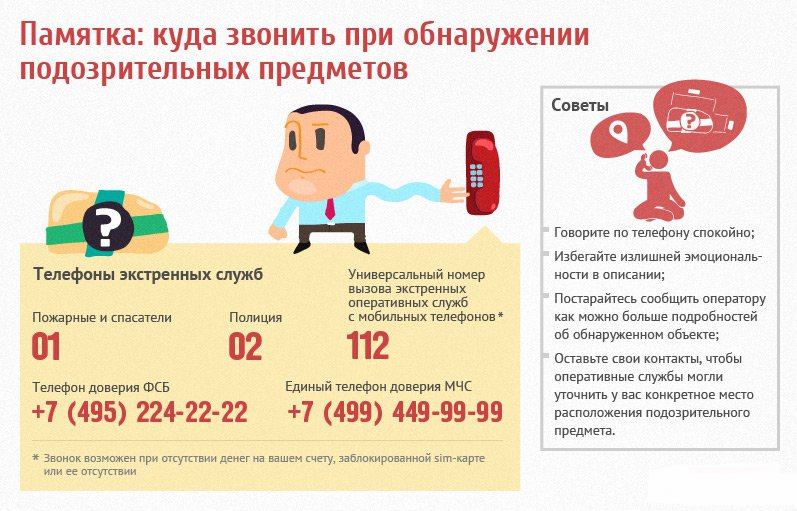 Памятка: куда звонить при обнаружении
подозрительных предметов
?
Телефоны экстренных служб
Пожарные и спасатели
01
Полиция
02
Универсальный номер
вызова экстренных
оперативных служб
с мобильных телефонов*
112
Телефон доверия ФСБ
+7 (495) 224-22-22
Единый телефон доверия МЧС
+7 (499) 449-99-99
* Звонок возможен при отсутствии денег на вашем счету, заблокированной sim-карте
или ее отсутствии
Советы
?
Говорите по телефону спокойно;
Избегайте излишней эмоциональ-
ности в описании;
Постарайтесь сообщить оператору
как можно больше подробностей
об обнаруженном объекте;
Оставьте свои контакты, чтобы
оперативные службы могли
уточнить у вас конкретное место
расположения подозрительного
предмета.